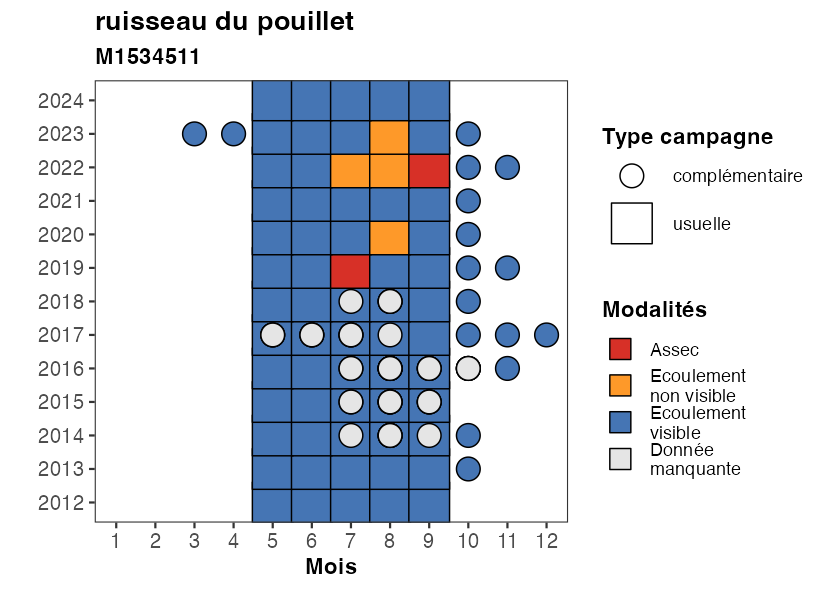 ruisseau du pouillet
M1534511
2024
2023
2022
2021
2020
2019
2018
2017
2016
2015
2014
2013
2012
1 2 3 4 5 6 7 8 9 10 11 12
Mois
Type campagne
complémentaire
usuelle
Modalités
Assec
Ecoulement
non visible
Ecoulement
visible
Donnée
manquante